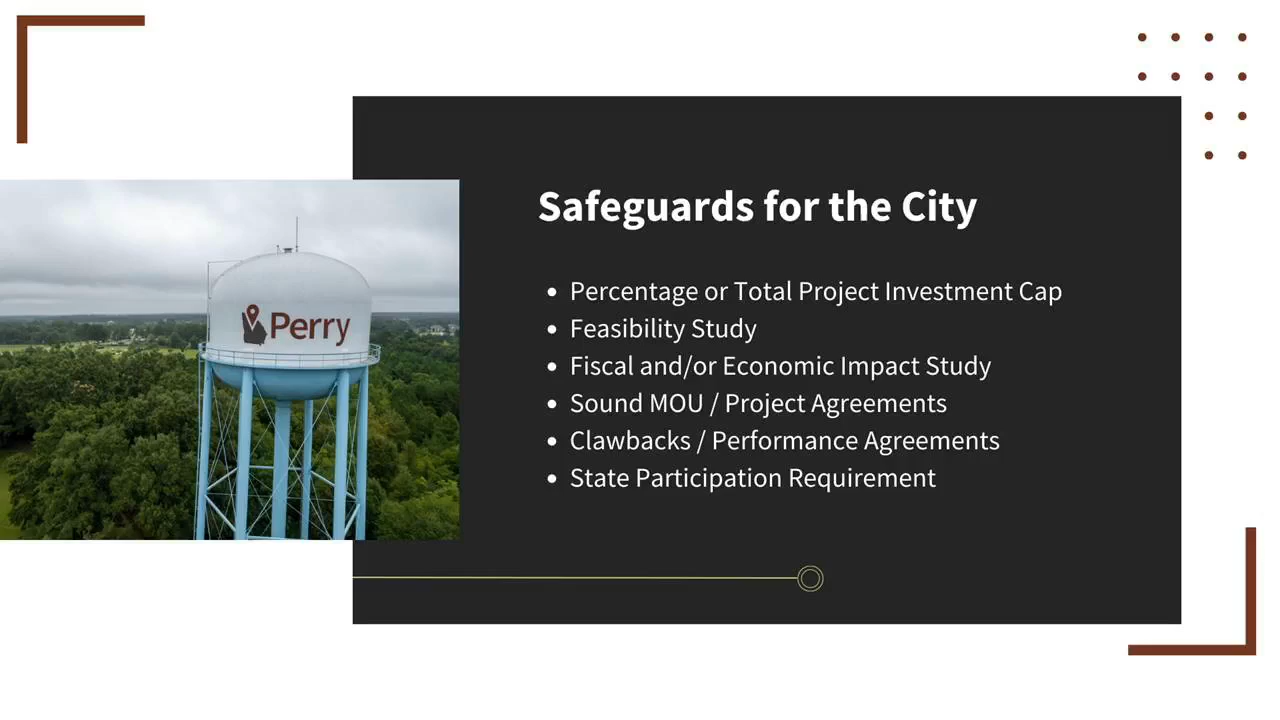 Safeguards for the City
Perry
• Percentage or Total Project Investment Cap
• Feasibility Study
• Fiscal and/or Economic Impact Study
• Sound MOU / Project Agreements
• Clawbacks / Performance Agreements
• State Participation Requirement